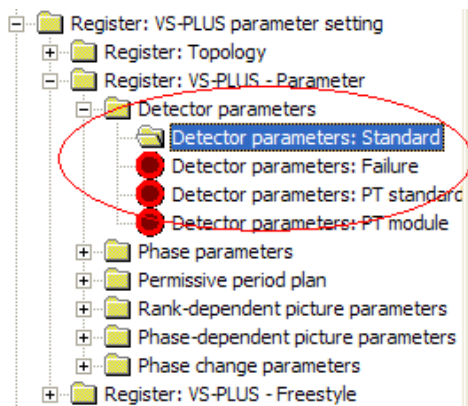 Register: VS-PLUS parameter setting
Register: Topology
Register: VS-PLUS - Parameter
Detector parameters
Detector parameters: Standard
Detector parameters: Failure
Detector parameters: PT standard
Detector parameters: PT module
Phase parameters
Permissive period plan
Rank-dependent picture parameters
Phase-dependent picture parameters
Phase change parameters
Register: VS-PLUS - Freestyle